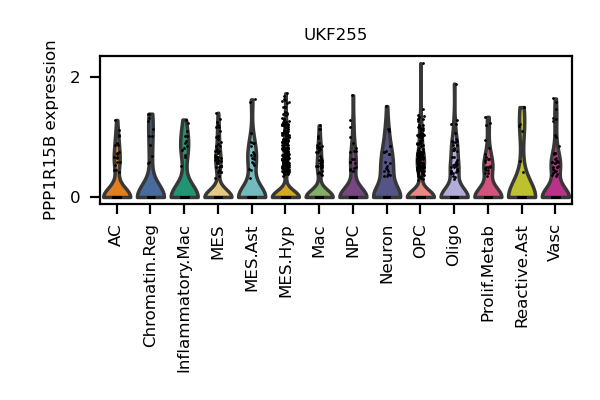 UKF255
PPP1R15B expression
2
0
AC
Chromatin.Reg
Inflammatory.Mac
MES
MES.Ast
MES.Hyp
Mac
NPC
Neuron
OPC
Oligo
Prolif.Metab
Reactive.Ast
Vasc